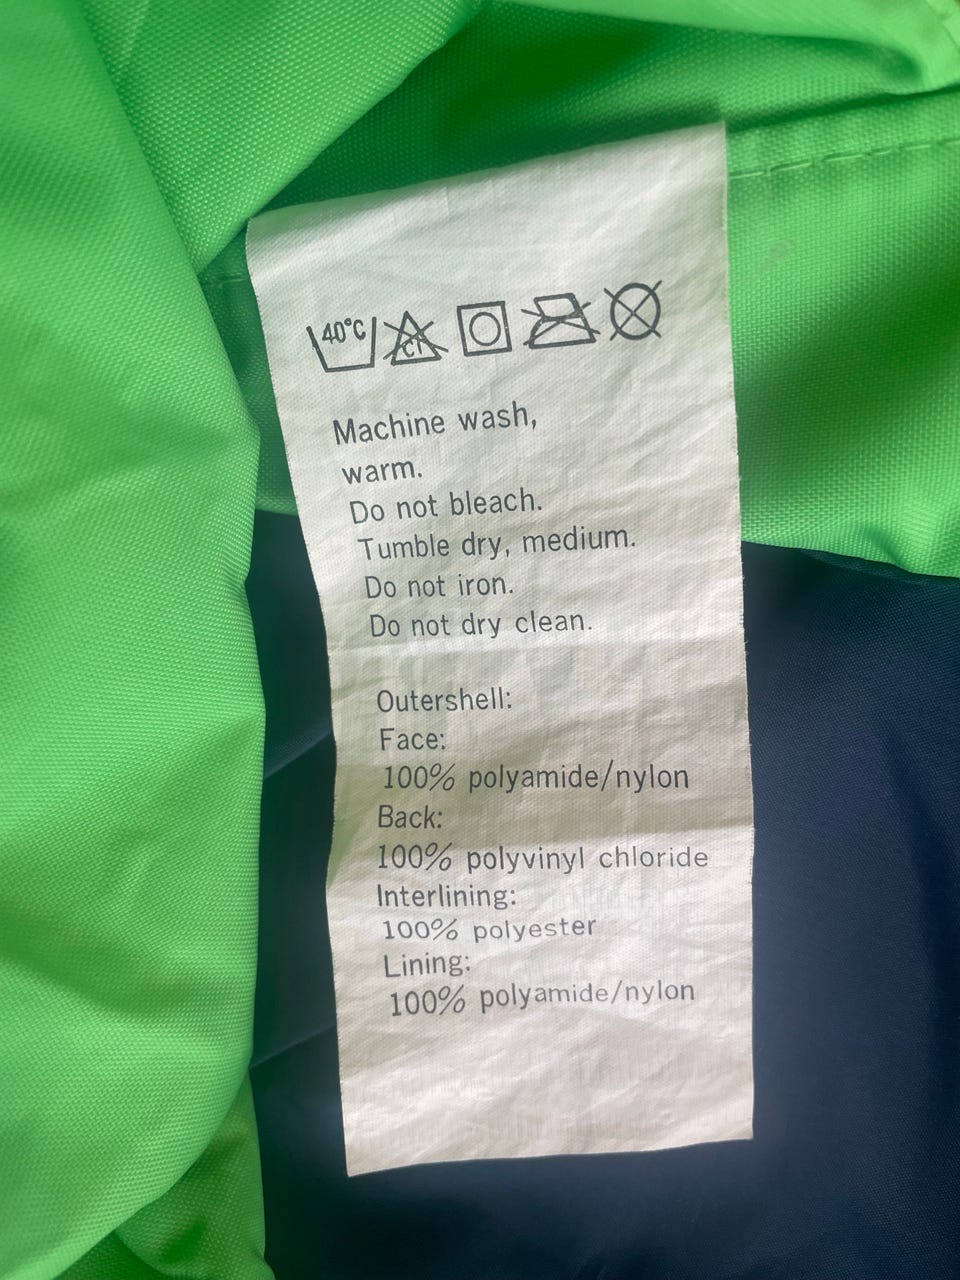 40°C Cl
Machine wash,
warm.
Do not bleach.
Tumble dry, medium.
Do not iron.
Do not dry clean.
Outershell:
Face:
100% polyamide/nylon
Back:
100% polyvinyl chloride
Interlining:
100% polyester
Lining:
100% polyamide/nylon